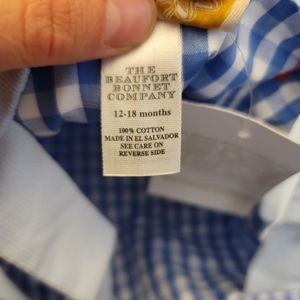 THE
BEAUFORT
BONNET
COMPANY
12-18 months
100% COTTON
MADE IN EL SALVADOR
SEE CARE ON
REVERSE SIDE